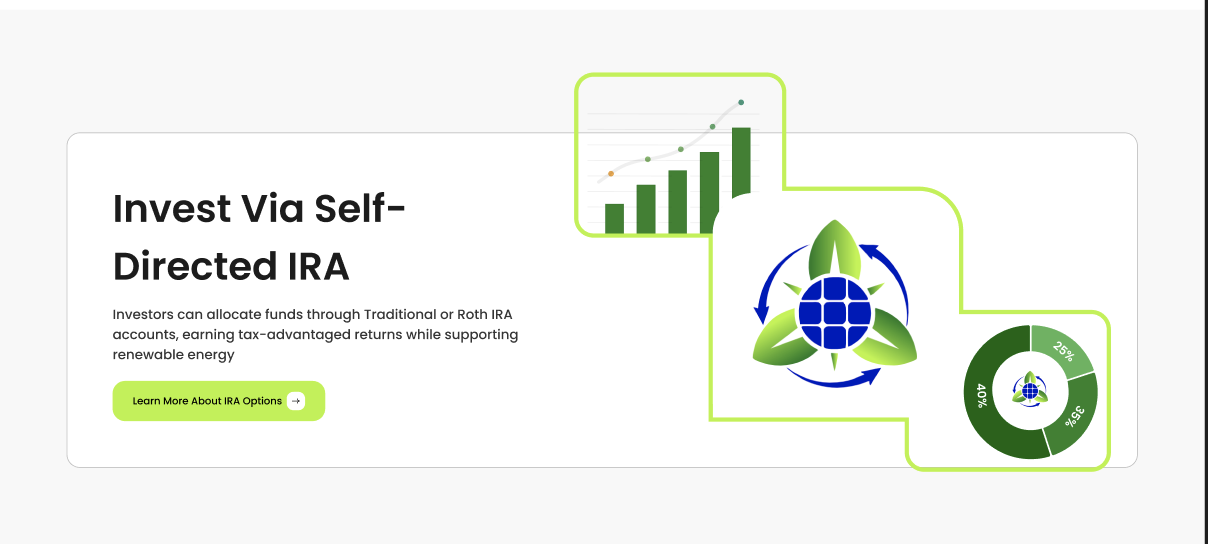 Invest Via Self-
Directed IRA
Investors can allocate funds through Traditional or Roth IRA
accounts, earning tax-advantaged returns while supporting
renewable energy
Learn More About IRA Options
25%
40%
35%